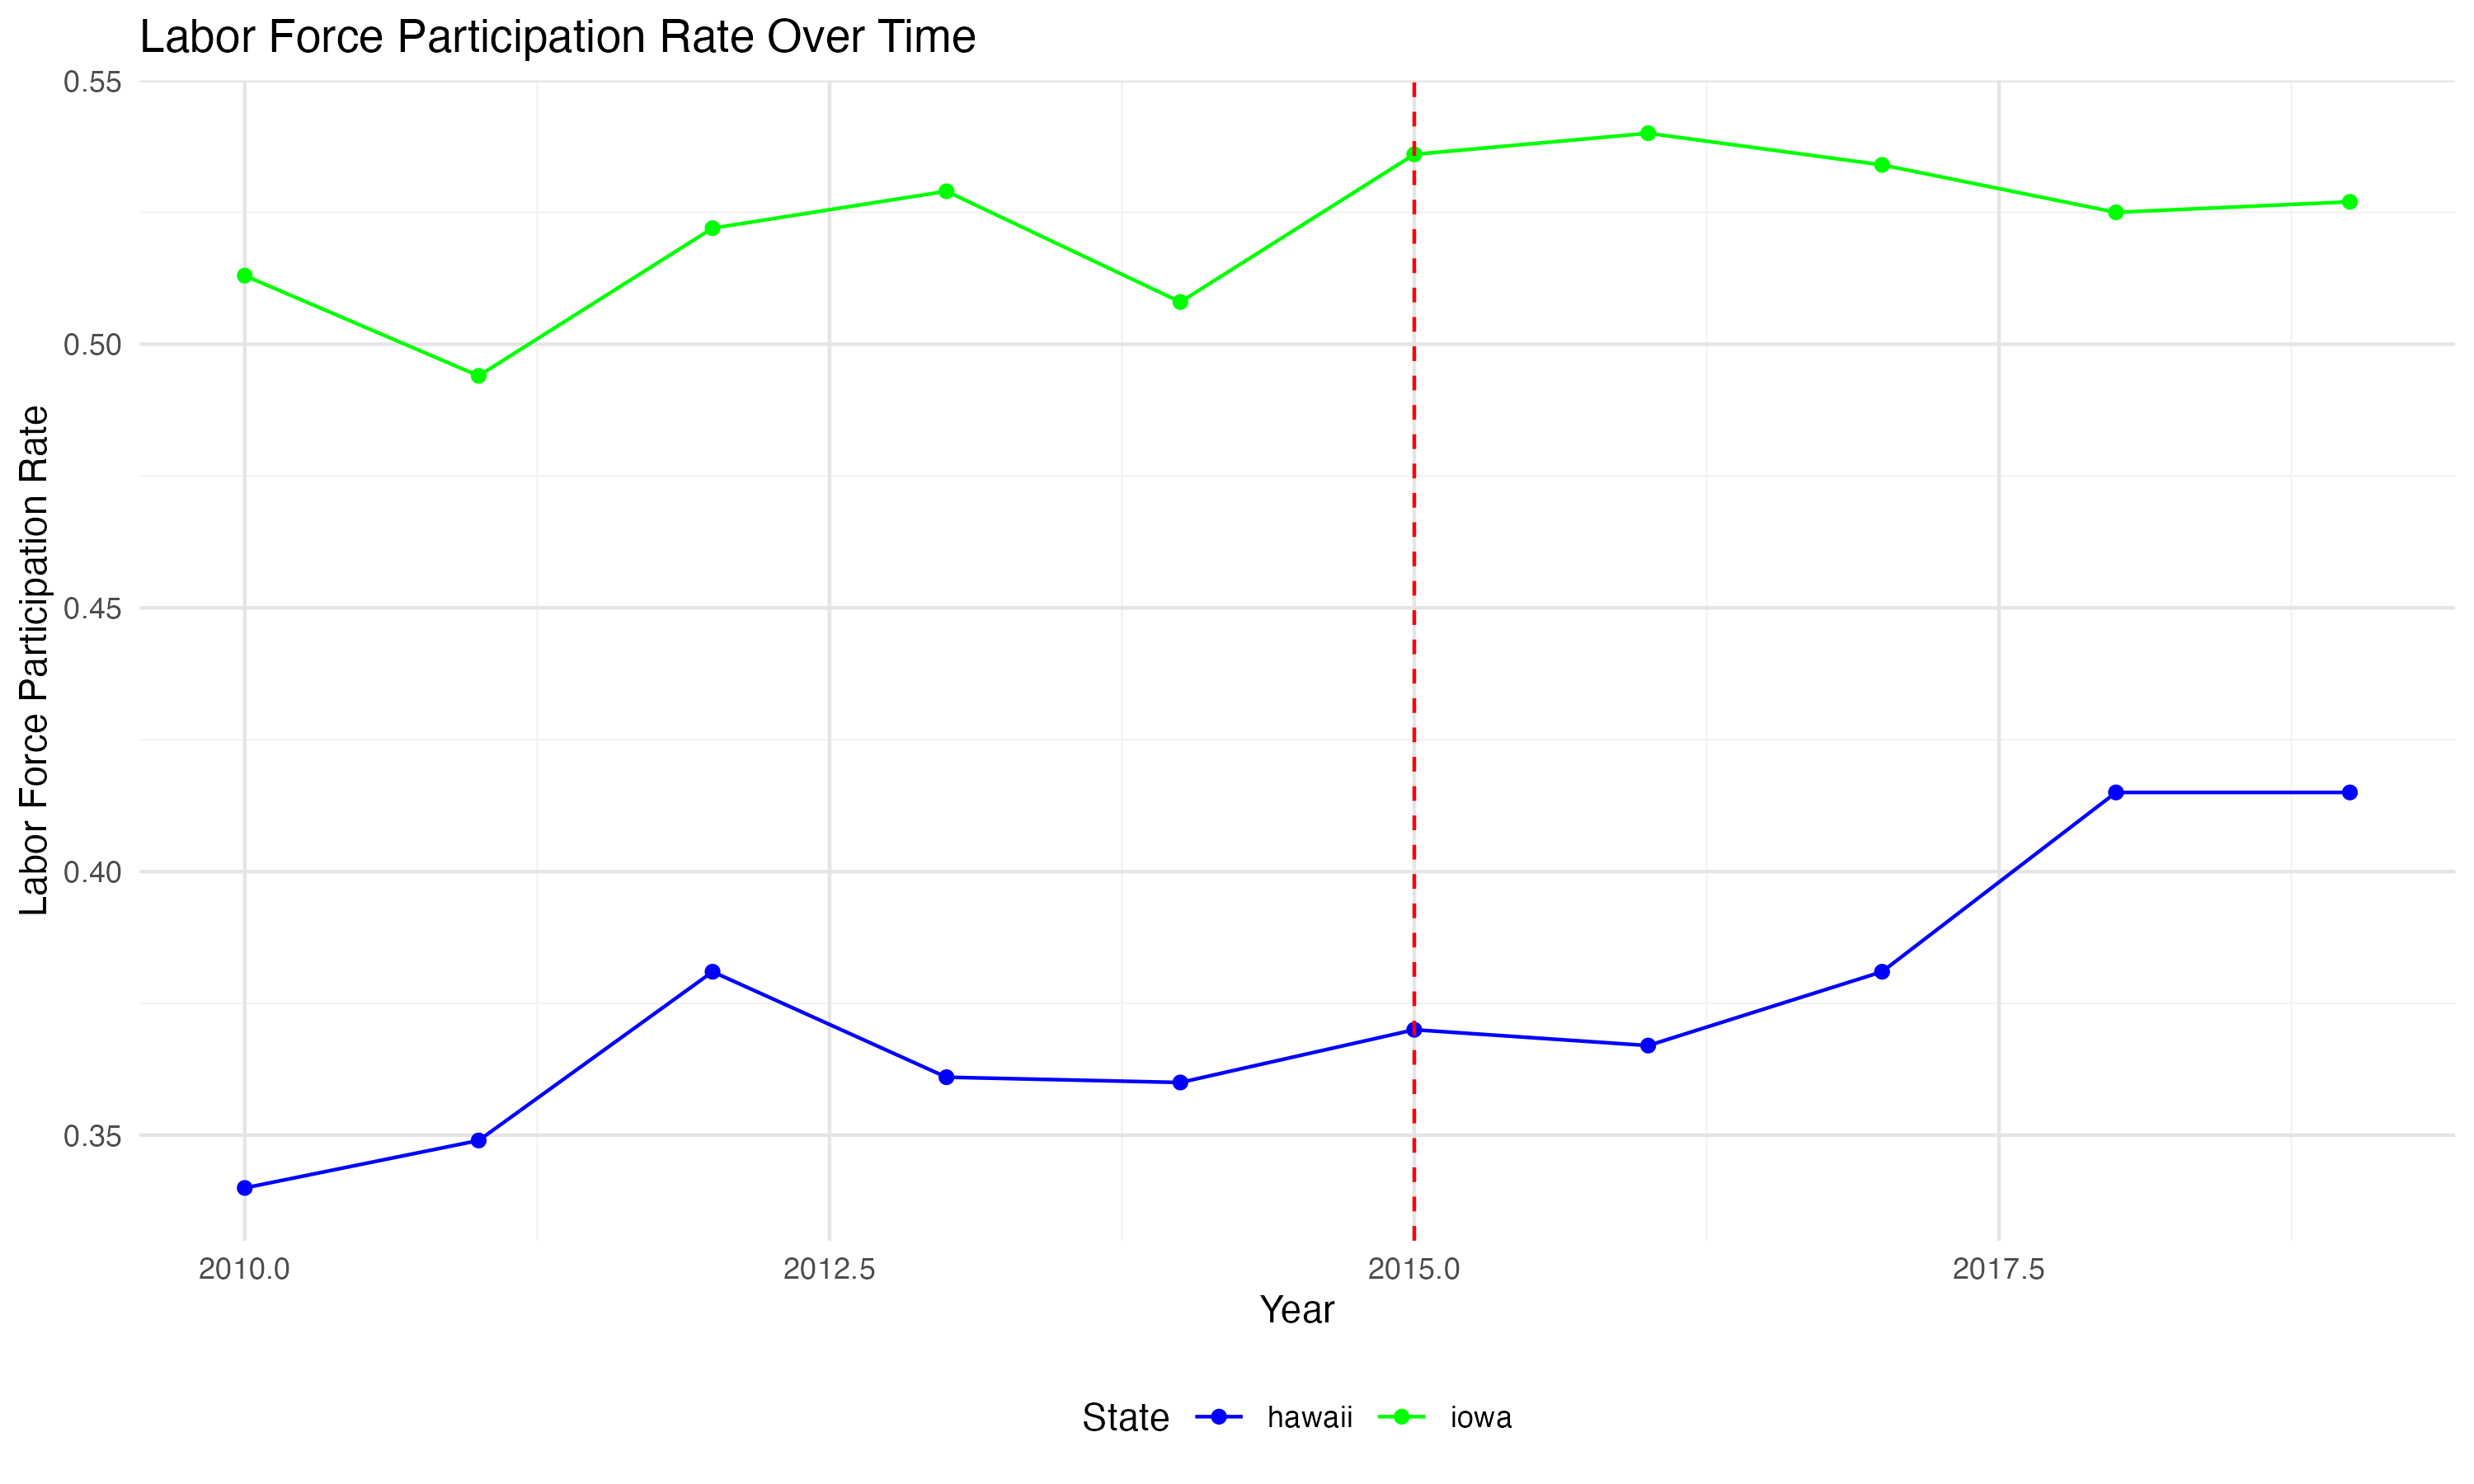 Labor Force Participation Rate Over Time
Labor Force Participation Rate
0.55
0.50
0.45
0.40
0.35
2010.0 2012.5 2015.0 2017.5
Year
State hawaii iowa